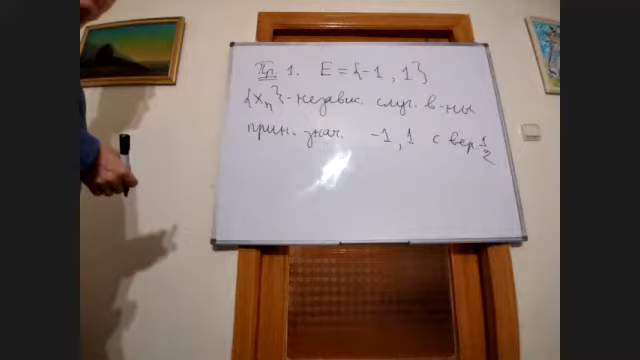 Пр. 1. E = {-1, 1}
{Xₙ} - независ. случ. в-ны
прин. знач. -1, 1 с вер. 1/2